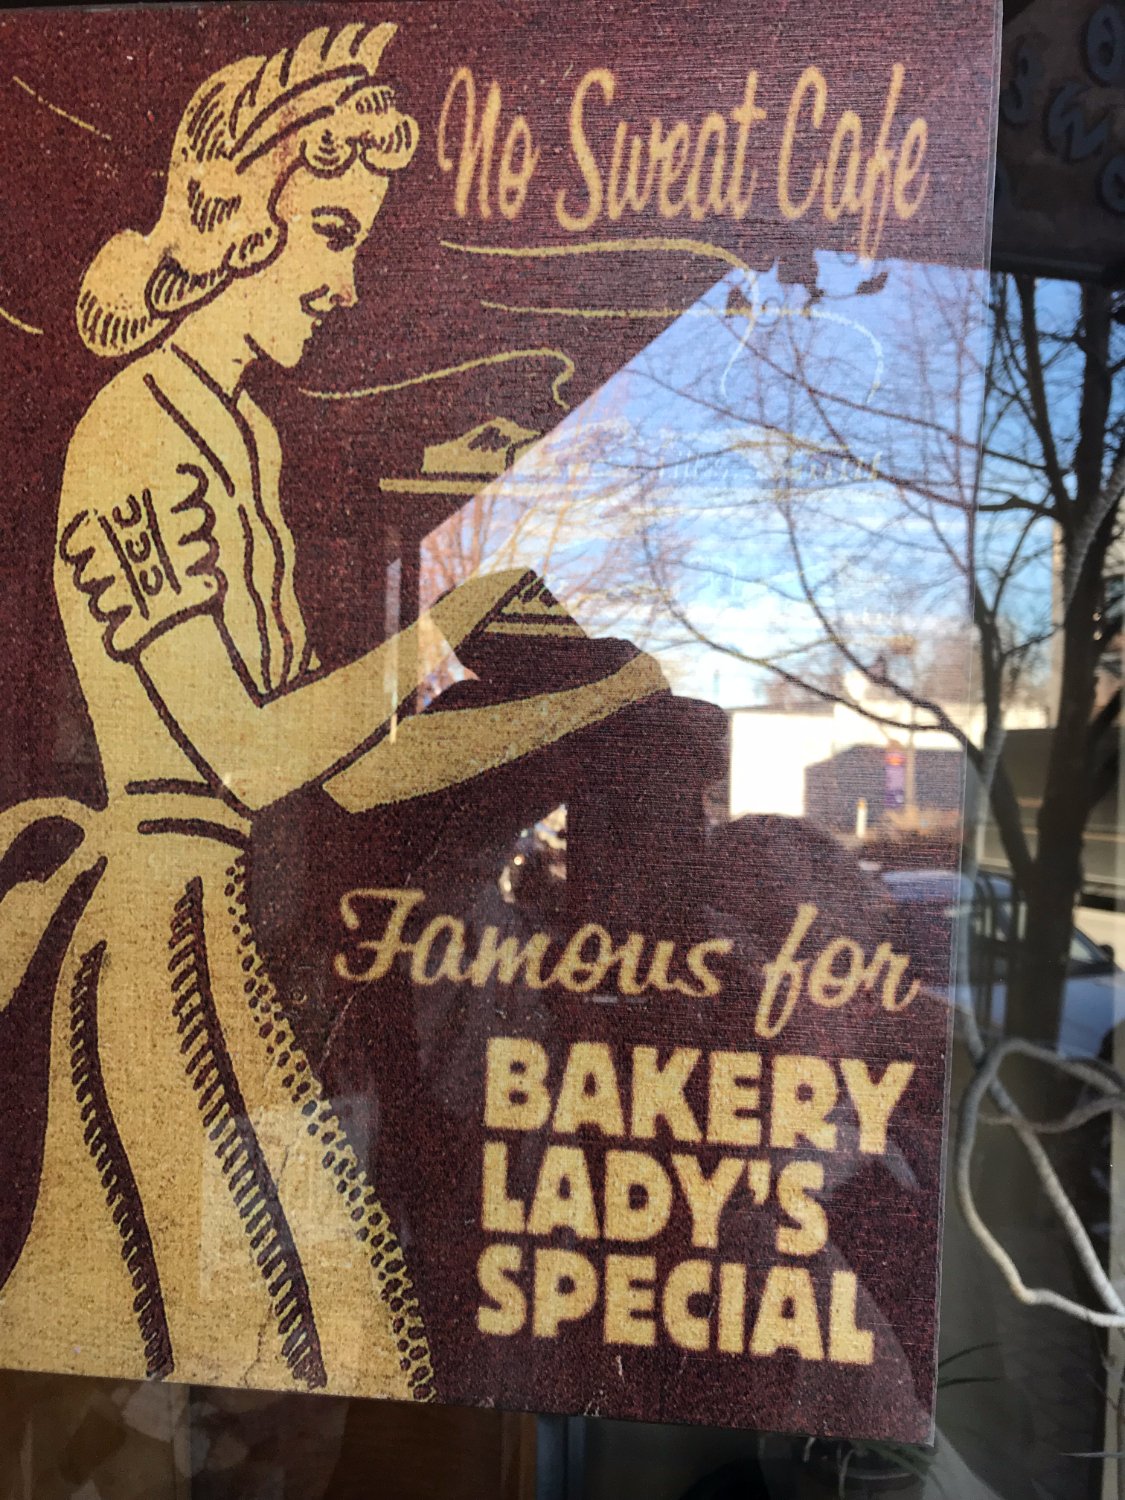 No Sweat Cafe
Famous for
BAKERY
LADY'S
SPECIAL